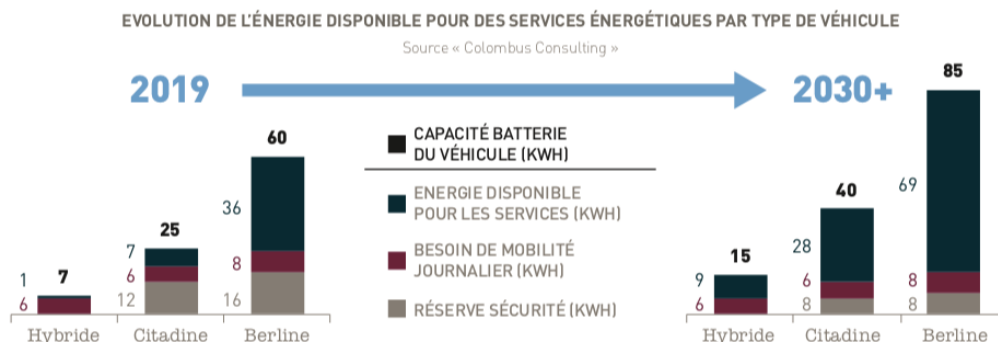 EVOLUTION DE L'ÉNERGIE DISPONIBLE POUR DES SERVICES ÉNERGÉTIQUES PAR TYPE DE VÉHICULE
Source « Colombus Consulting »
2019
2030+
1
7
6
Hybride
25
7
6
12
Citadine
60
36
8
16
Berline
CAPACITÉ BATTERIE
DU VÉHICULE (KWH)
ENERGIE DISPONIBLE
POUR LES SERVICES (KWH)
BESOIN DE MOBILITÉ
JOURNALIER (KWH)
RÉSERVE SÉCURITÉ (KWH)
15
9
6
Hybride
40
28
6
8
Citadine
85
69
8
8
Berline